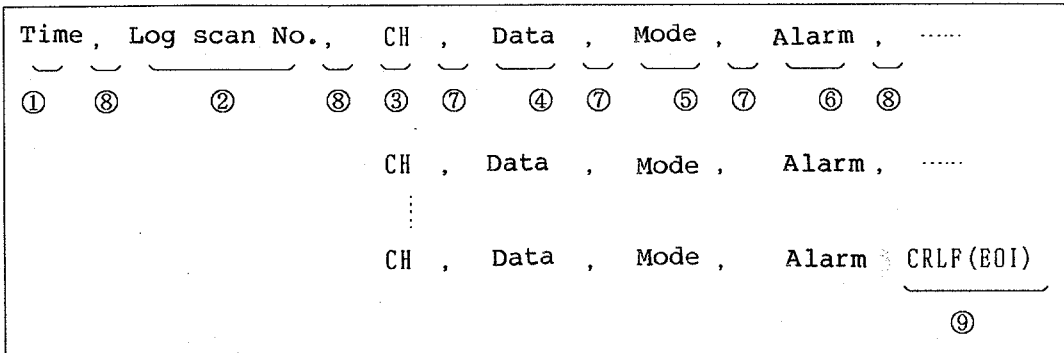 Time, Log scan No., CH , Data , Mode , Alarm , ……
① ⑧ ② ⑧ ③ ⑦ ④ ⑦ ⑤ ⑦ ⑥ ⑧
CH , Data , Mode , Alarm , ……
CH , Data , Mode , Alarm CRLF(EOI)
⑨